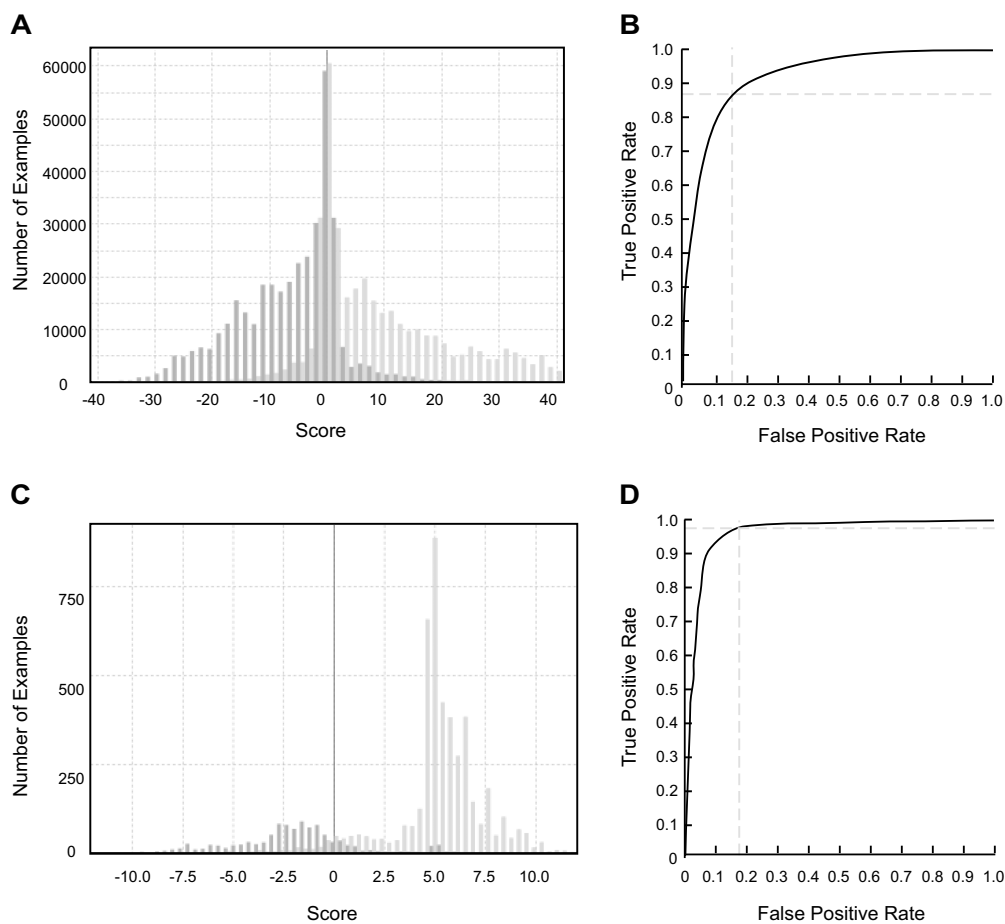 A
Number of Examples
60000
50000
40000
30000
20000
10000
0
-40 -30 -20 -10 0 10 20 30 40
Score
B
True Positive Rate
1.0
0.9
0.8
0.7
0.6
0.5
0.4
0.3
0.2
0.1
0
0 0.1 0.2 0.3 0.4 0.5 0.6 0.7 0.8 0.9 1.0
False Positive Rate
C
Number of Examples
750
500
250
0
-10.0 -7.5 -5.0 -2.5 0 2.5 5.0 7.5 10.0
Score
D
True Positive Rate
1.0
0.9
0.8
0.7
0.6
0.5
0.4
0.3
0.2
0.1
0
0 0.1 0.2 0.3 0.4 0.5 0.6 0.7 0.8 0.9 1.0
False Positive Rate